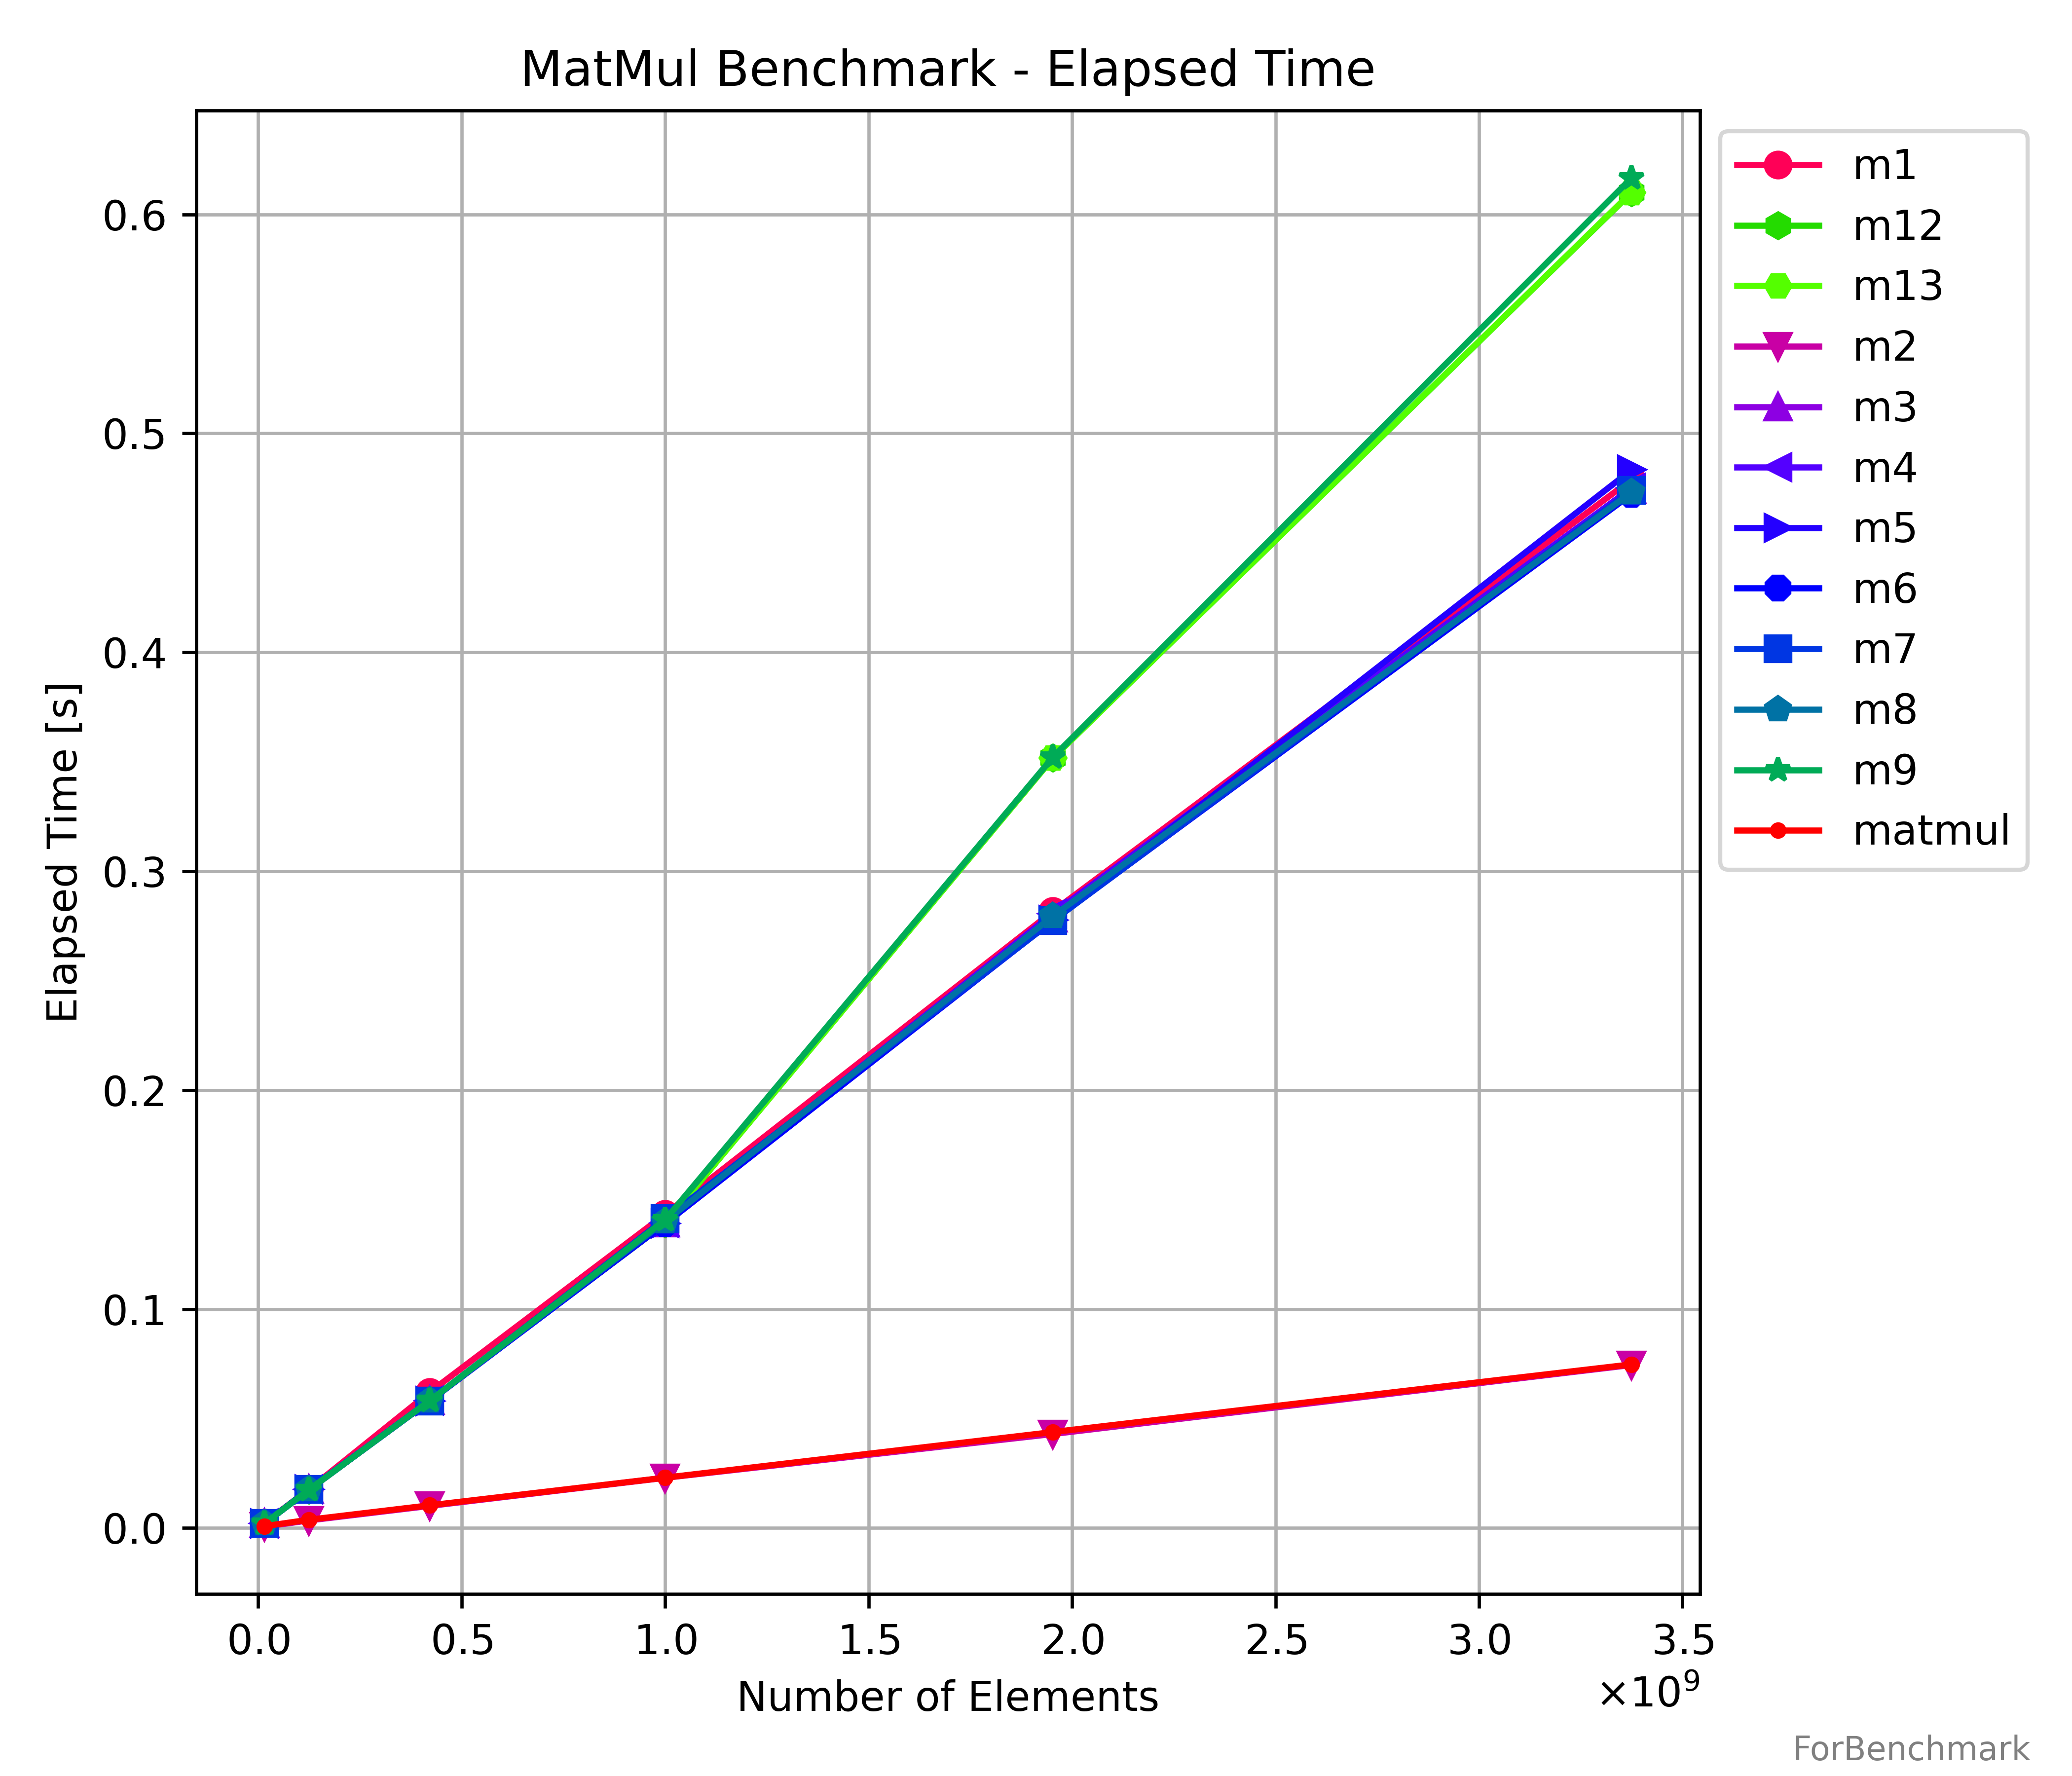 MatMul Benchmark - Elapsed Time
Elapsed Time [s]
0.6
0.5
0.4
0.3
0.2
0.1
0.0
0.0 0.5 1.0 1.5 2.0 2.5 3.0 3.5
×10⁹
Number of Elements
m1
m12
m13
m2
m3
m4
m5
m6
m7
m8
m9
matmul
ForBenchmark